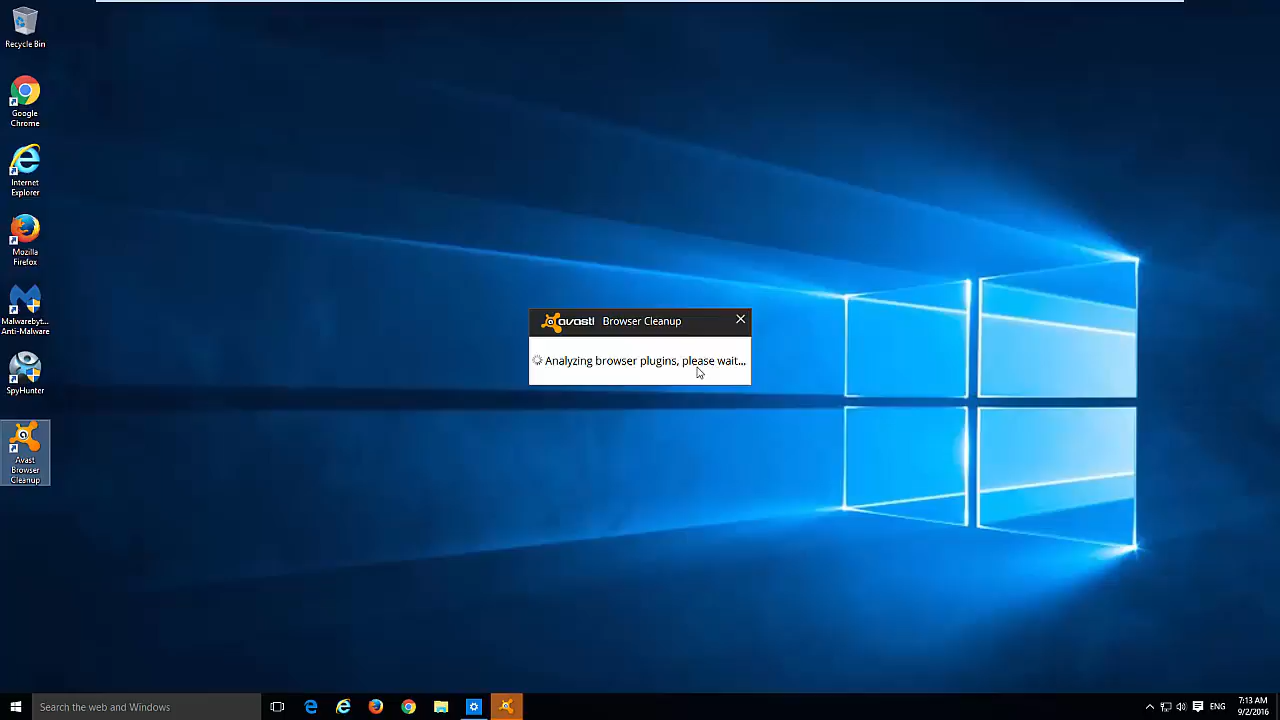 Recycle Bin
Google
Chrome
Internet
Explorer
Mozilla
Firefox
Malwarebyt...
Anti-Malware
SpyHunter
Avast
Browser
Cleanup
avast! Browser Cleanup
Analyzing browser plugins, please wait...
Search the web and Windows
ENG
7:13 AM
9/2/2016